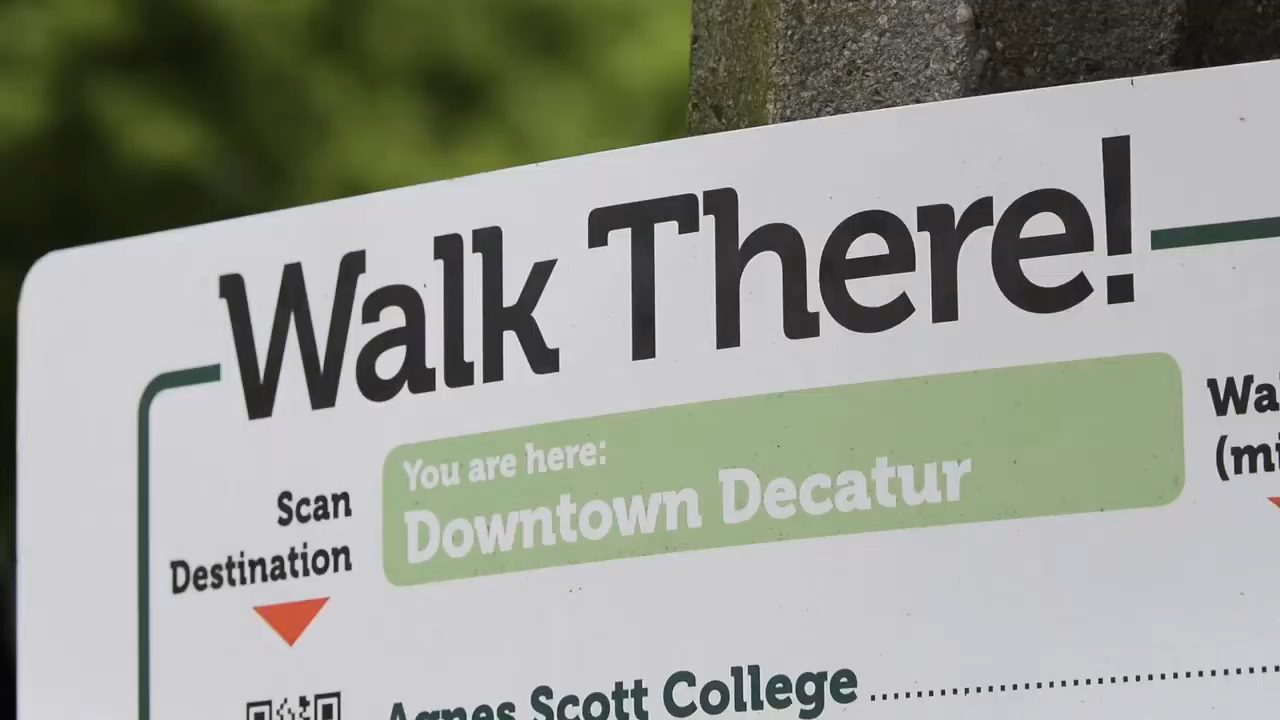 Walk There!
You are here:
Downtown Decatur
Scan
Destination
Agnes Scott College